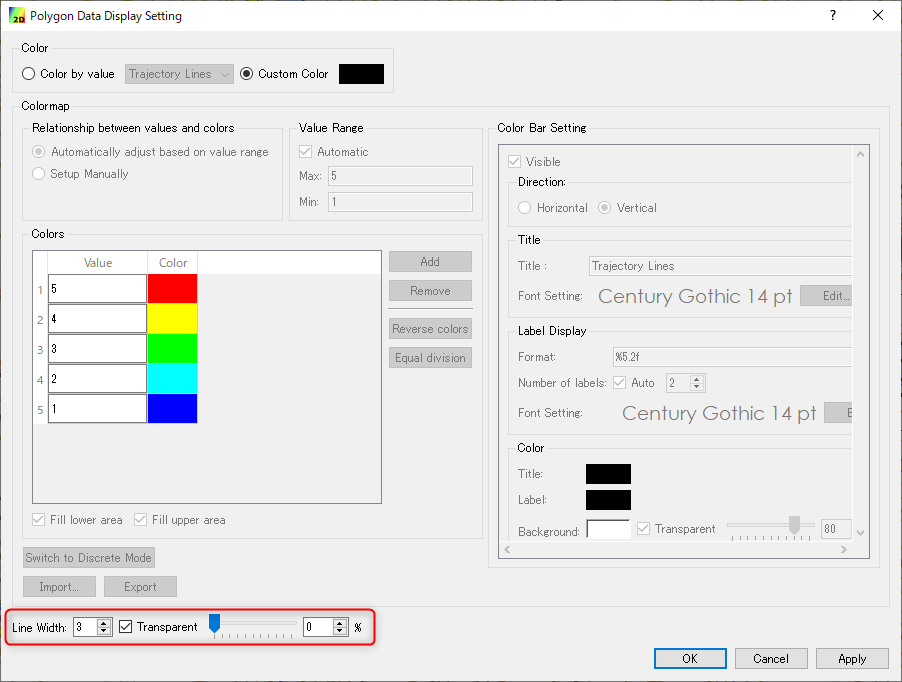 2D Polygon Data Display Setting ?
Color
Color by value Trajectory Lines Custom Color
Colormap
Relationship between values and colors
Automatically adjust based on value range
Setup Manually
Value Range
Automatic
Max: 5
Min: 1
Colors
Value Color
1 5
2 4
3 3
4 2
5 1
Add
Remove
Reverse colors
Equal division
Fill lower area Fill upper area
Switch to Discrete Mode
Import... Export
Color Bar Setting
Visible
Direction:
Horizontal Vertical
Title
Title : Trajectory Lines
Font Setting: Century Gothic 14 pt Edit...
Label Display
Format: %5.2f
Number of labels: Auto 2
Font Setting: Century Gothic 14 pt E
Color
Title:
Label:
Background: Transparent 80
Line Width: 3 Transparent 0 %
OK Cancel Apply